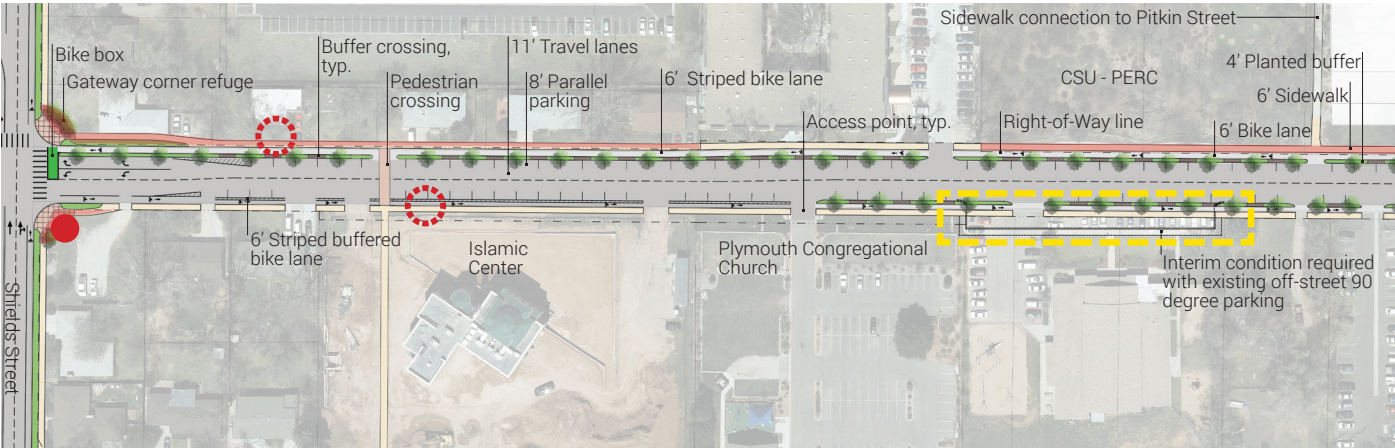 Sidewalk connection to Pitkin Street
Bike box
Gateway corner refuge
Buffer crossing,
typ.
Pedestrian
crossing
11’ Travel lanes
8’ Parallel
parking
6’ Striped bike lane
CSU - PERC
4’ Planted buffer
6’ Sidewalk
6’ Bike lane
Access point, typ.
Right-of-Way line
6’ Striped buffered
bike lane
Islamic
Center
Plymouth Congregational
Church
Interim condition required
with existing off-street 90
degree parking
Shields Street